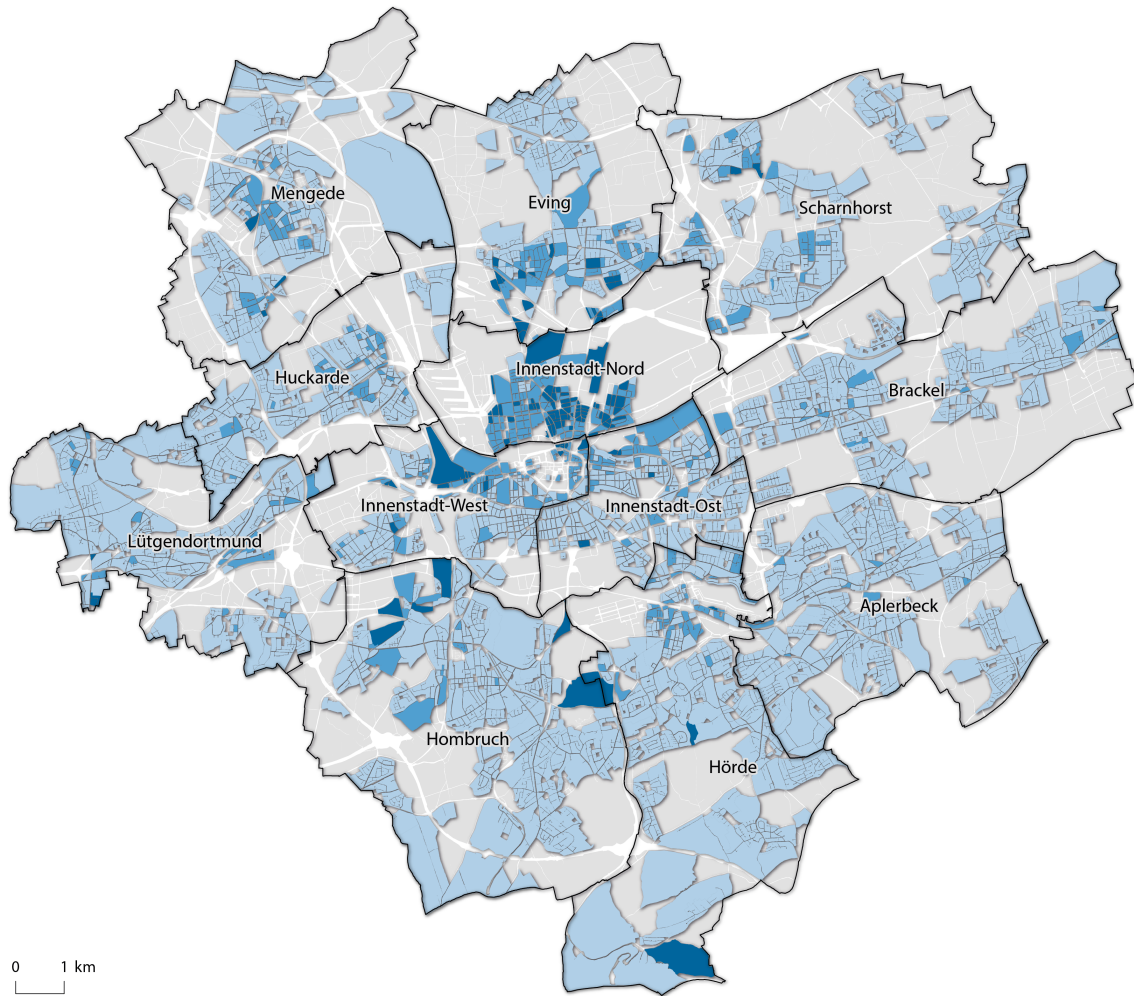 Mengede
Eving
Scharnhorst
Huckarde
Innenstadt-Nord
Brackel
Innenstadt-West
Innenstadt-Ost
Lütgendortmund
Aplerbeck
Hombruch
Hörde
0 1 km